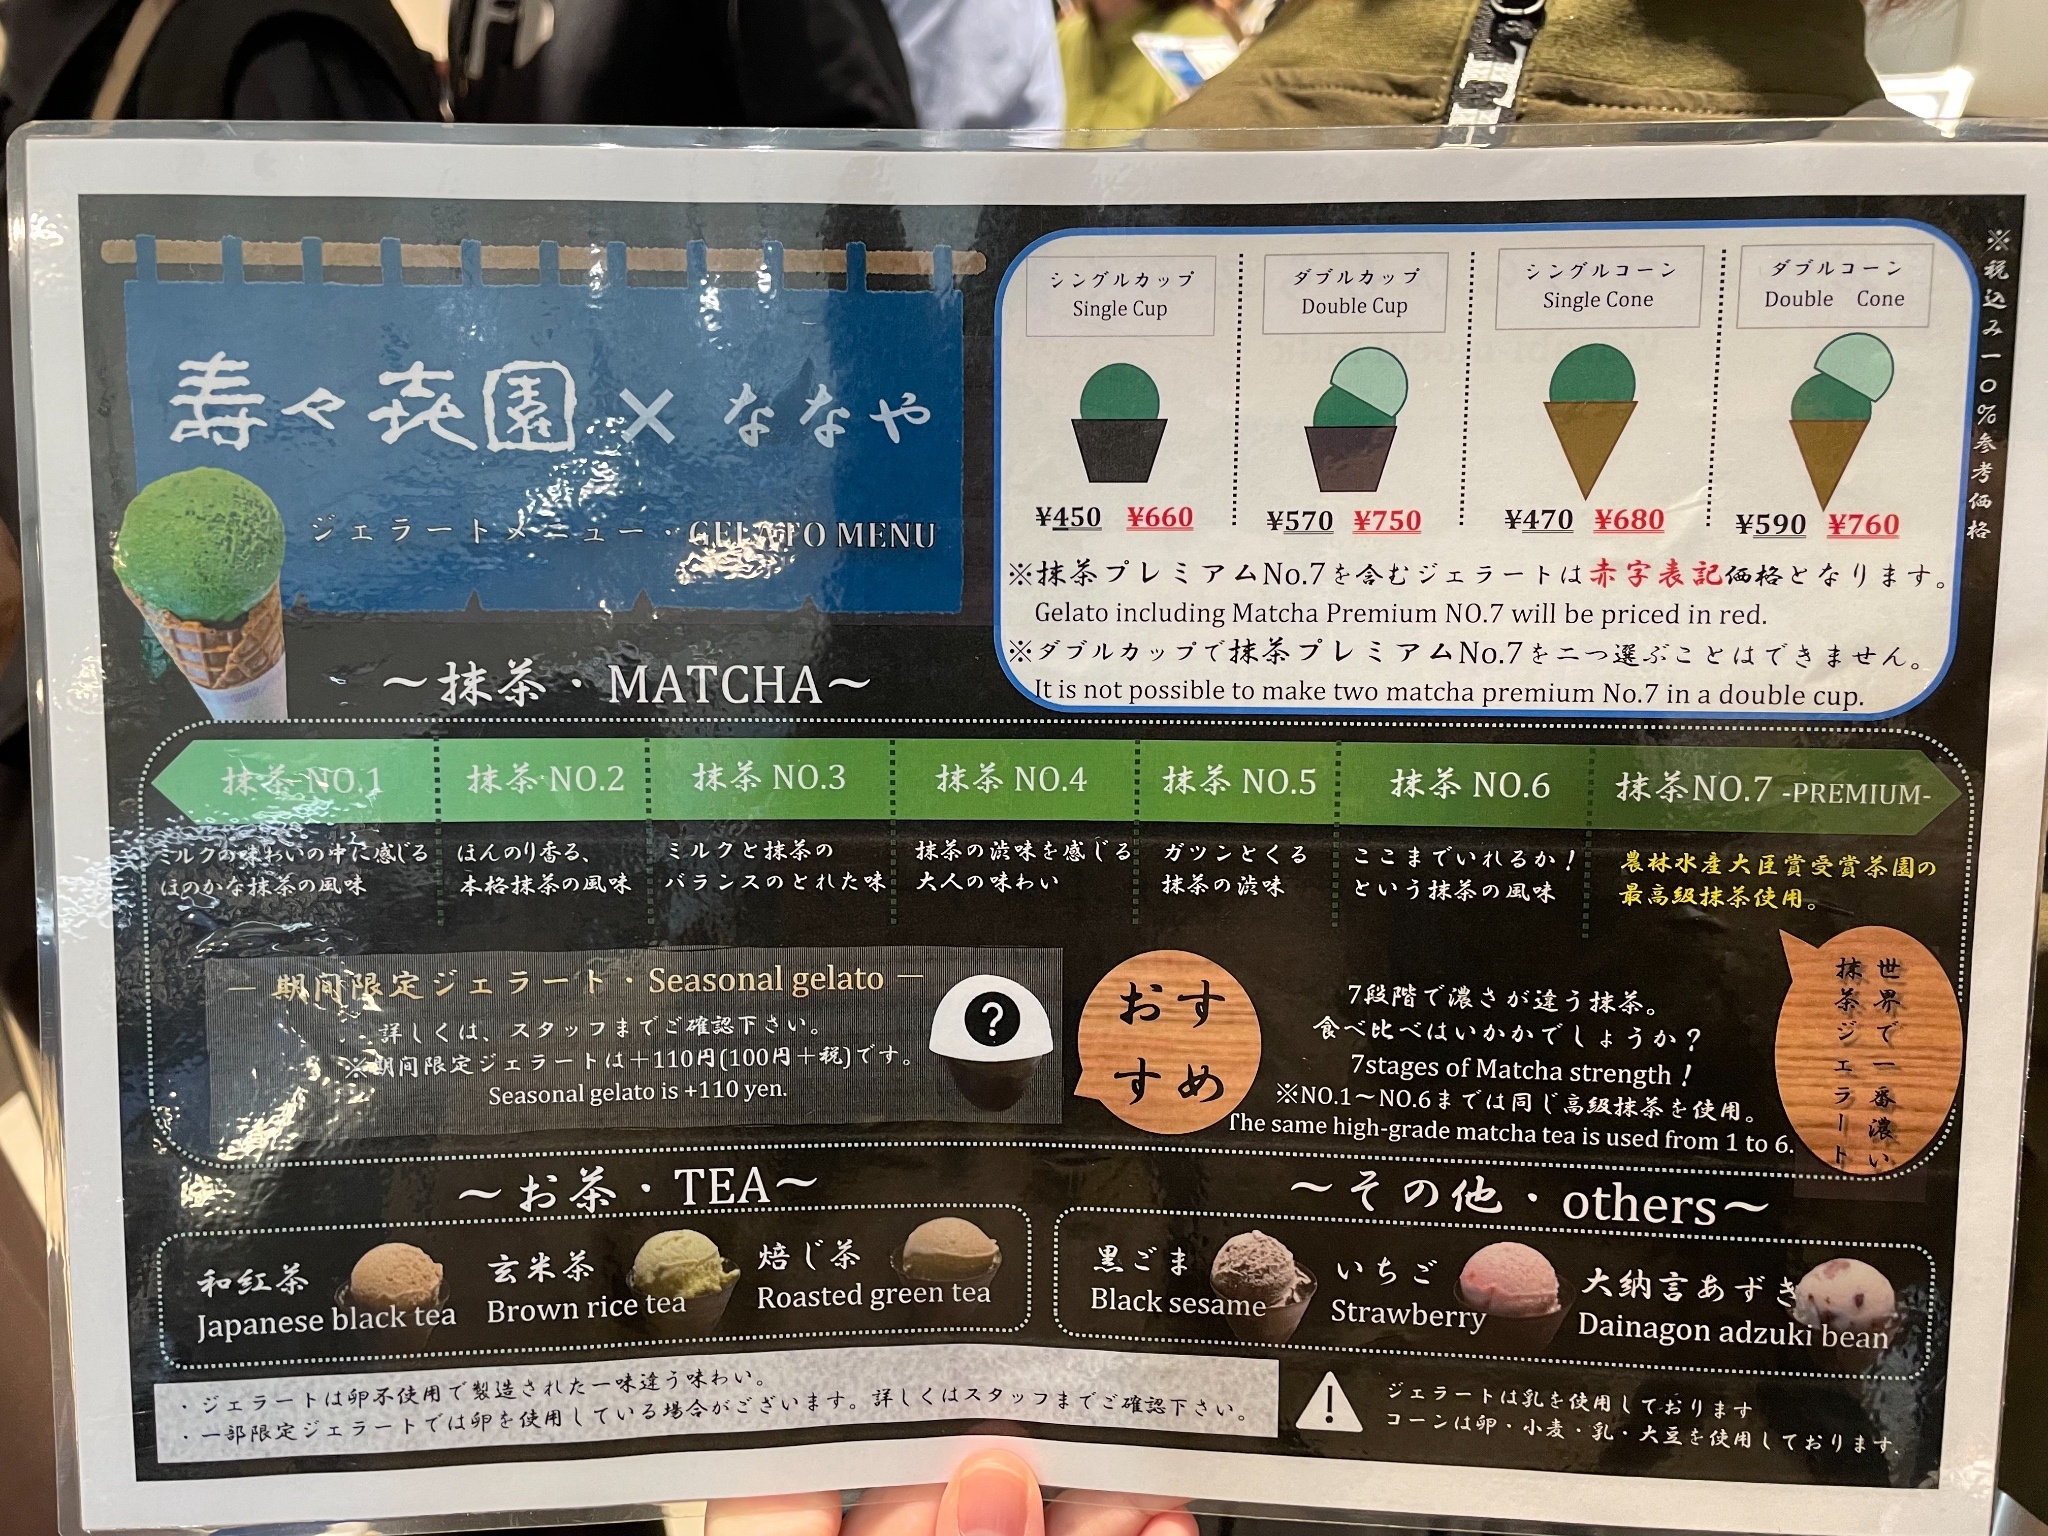 寿々㐂園×ななや
ジェラートメニュー・GELATO MENU
シングルカップ
Single Cup
¥450 ¥660
ダブルカップ
Double Cup
¥570 ¥750
シングルコーン
Single Cone
¥470 ¥680
ダブルコーン
Double Cone
¥590 ¥760
※抹茶プレミアムNo.7を含むジェラートは赤字表記価格となります。
Gelato including Matcha Premium NO.7 will be priced in red.
※ダブルカップで抹茶プレミアムNo.7を二つ選ぶことはできません。
It is not possible to make two matcha premium No.7 in a double cup.
※税込み一〇%参考価格
～抹茶・MATCHA～
抹茶 NO.1
ミルクの味わいの中に感じる
ほのかな抹茶の風味
抹茶 NO.2
ほんのり香る、
本格抹茶の風味
抹茶 NO.3
ミルクと抹茶の
バランスのとれた味
抹茶 NO.4
抹茶の渋味を感じる
大人の味わい
抹茶 NO.5
ガツンとくる
抹茶の渋味
抹茶 NO.6
ここまでいれるか！
という抹茶の風味
抹茶NO.7 -PREMIUM-
農林水産大臣賞受賞茶園の
最高級抹茶使用。
― 期間限定ジェラート・Seasonal gelato ―
詳しくは、スタッフまでご確認下さい。
※期間限定ジェラートは＋110円(100円＋税)です。
Seasonal gelato is +110 yen.
?
おす
すめ
7段階で濃さが違う抹茶。
食べ比べはいかかでしょうか？
7stages of Matcha strength！
※NO.1～NO.6までは同じ高級抹茶を使用。
The same high-grade matcha tea is used from 1 to 6.
世界で一番濃い
抹茶ジェラート
～お茶・TEA～
和紅茶
Japanese black tea
玄米茶
Brown rice tea
焙じ茶
Roasted green tea
～その他・others～
黒ごま
Black sesame
いちご
Strawberry
大納言あずき
Dainagon adzuki bean
・ジェラートは卵不使用で製造された一味違う味わい。
・一部限定ジェラートでは卵を使用している場合がございます。詳しくはスタッフまでご確認下さい。
ジェラートは乳を使用しております
コーンは卵・小麦・乳・大豆を使用しております.